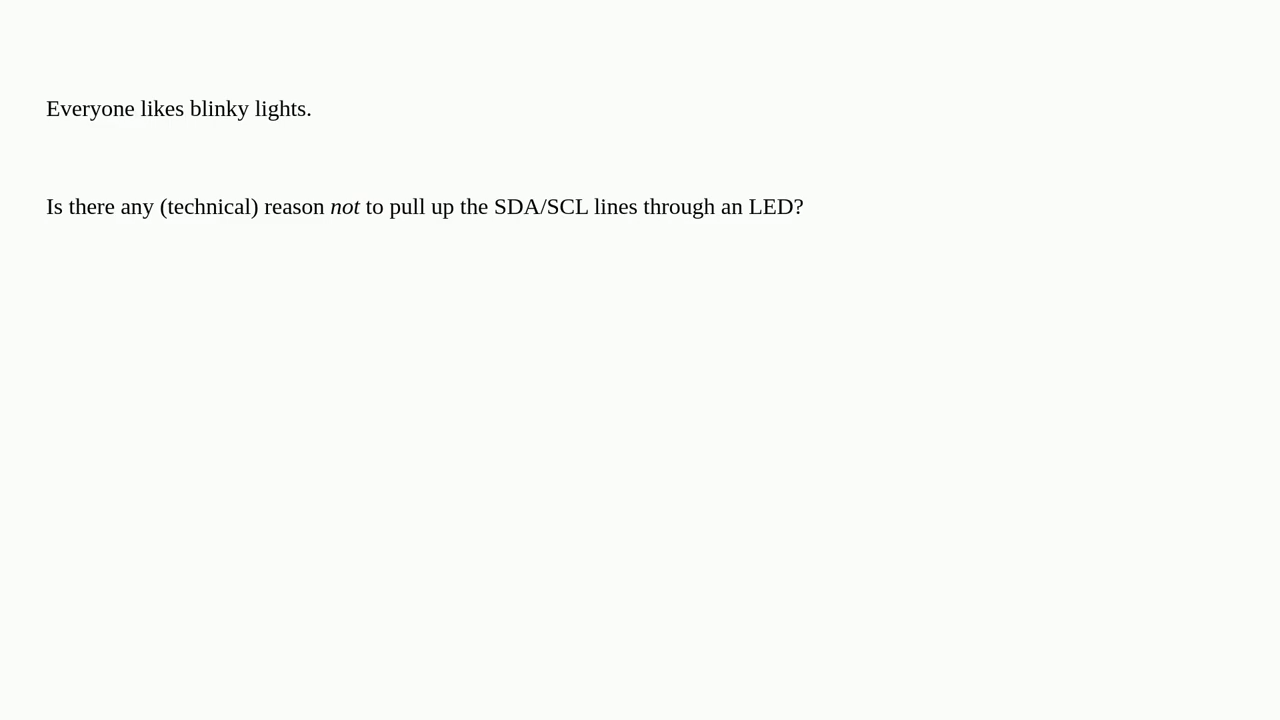 Everyone likes blinky lights.
Is there any (technical) reason not to pull up the SDA/SCL lines through an LED?